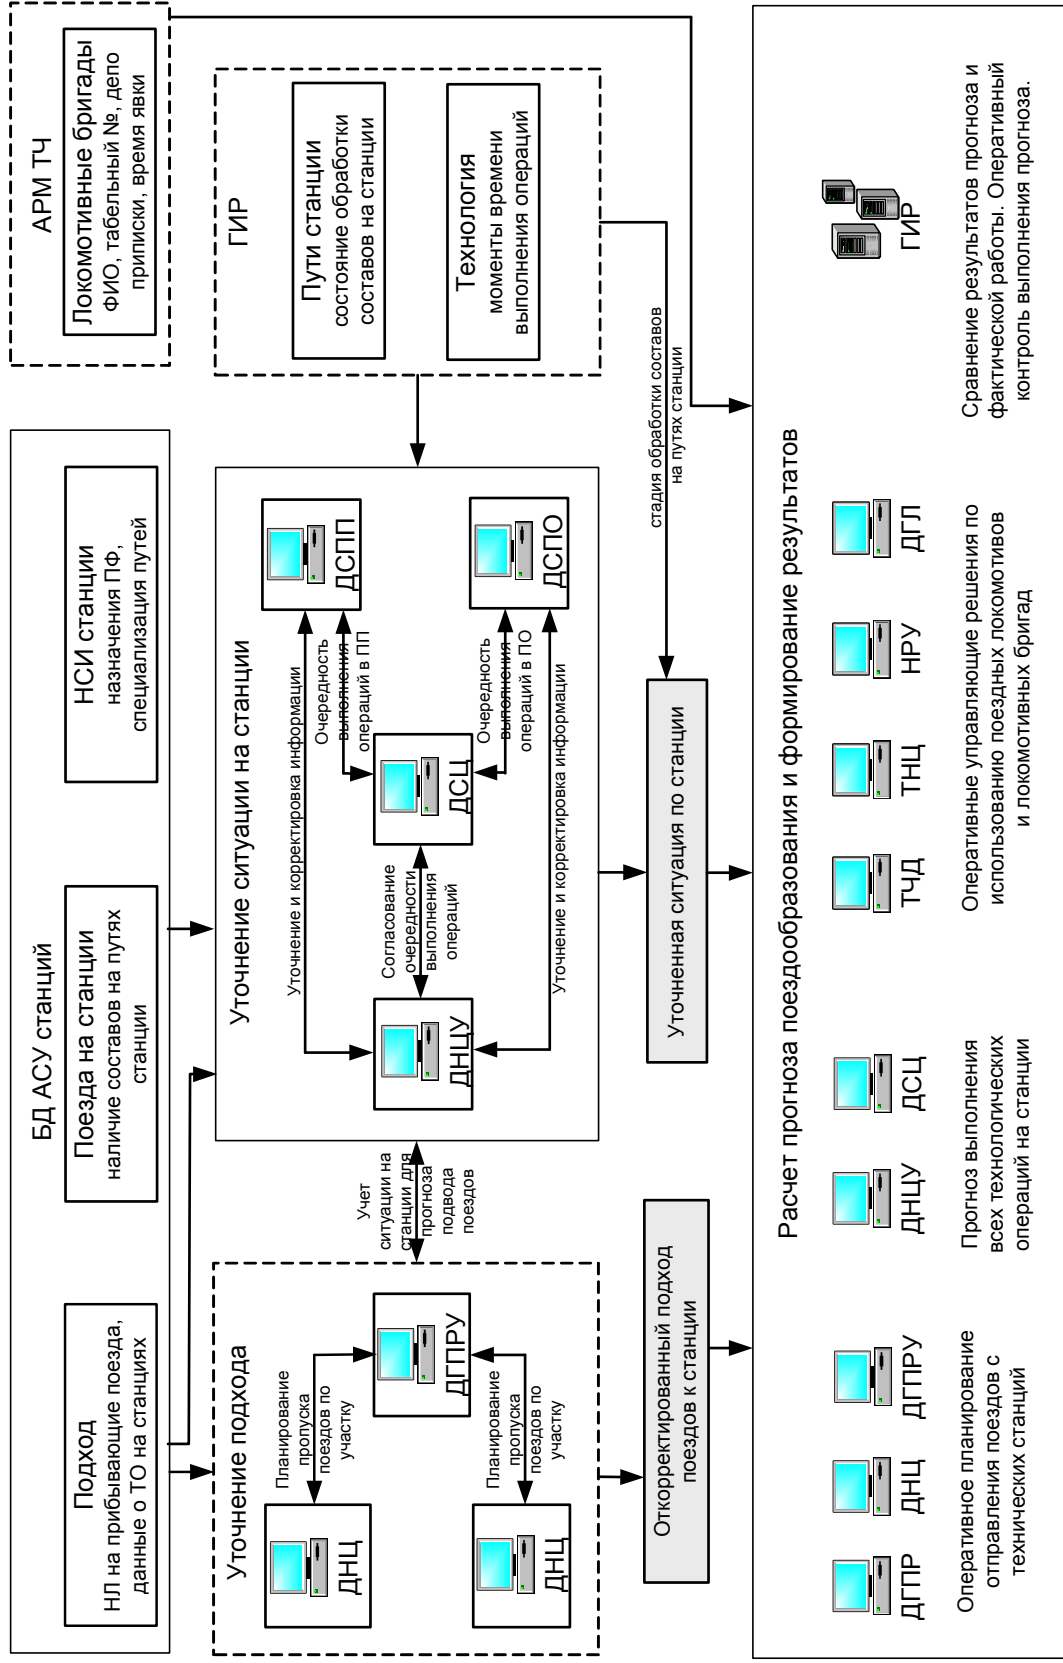 БД АСУ станций
Подход
НЛ на прибывающие поезда,
данные о ТО на станциях
Поезда на станции
наличие составов на путях
станции
НСИ станции
назначения ПФ,
специализация путей
АРМ ТЧ
Локомотивные бригады
ФИО, табельный №, депо
приписки, время явки
Уточнение подхода
ДНЦ
Планирование
пропуска
поездов по
участку
ДГПРУ
Планирование
пропуска
поездов по
участку
ДНЦ
Учет
ситуации на
станции для
прогноза
подвода
поездов
Уточнение ситуации на станции
Уточнение и корректировка информации
ДСПП
Очередность
выполнения
операций в ПП
ДНЦУ
Согласование
очередности
выполнения
операций
ДСЦ
Очередность
выполнения
операций в ПО
ДСПО
Уточнение и корректировка информации
ГИР
Пути станции
состояние обработки
составов на станции
Технология
моменты времени
выполнения операций
стадия обработки составов
на путях станции
Откорректированный подход
поездов к станции
Уточненная ситуация по станции
Расчет прогноза поездообразования и формирование результатов
ДГПР
ДНЦ
ДГПРУ
Оперативное планирование
отправления поездов с
технических станций
ДНЦУ
ДСЦ
Прогноз выполнения
всех технологических
операций на станции
ТЧД
ТНЦ
НРУ
ДГЛ
Оперативные управляющие решения по
использованию поездных локомотивов
и локомотивных бригад
ГИР
Сравнение результатов прогноза и
фактической работы. Оперативный
контроль выполнения прогноза.